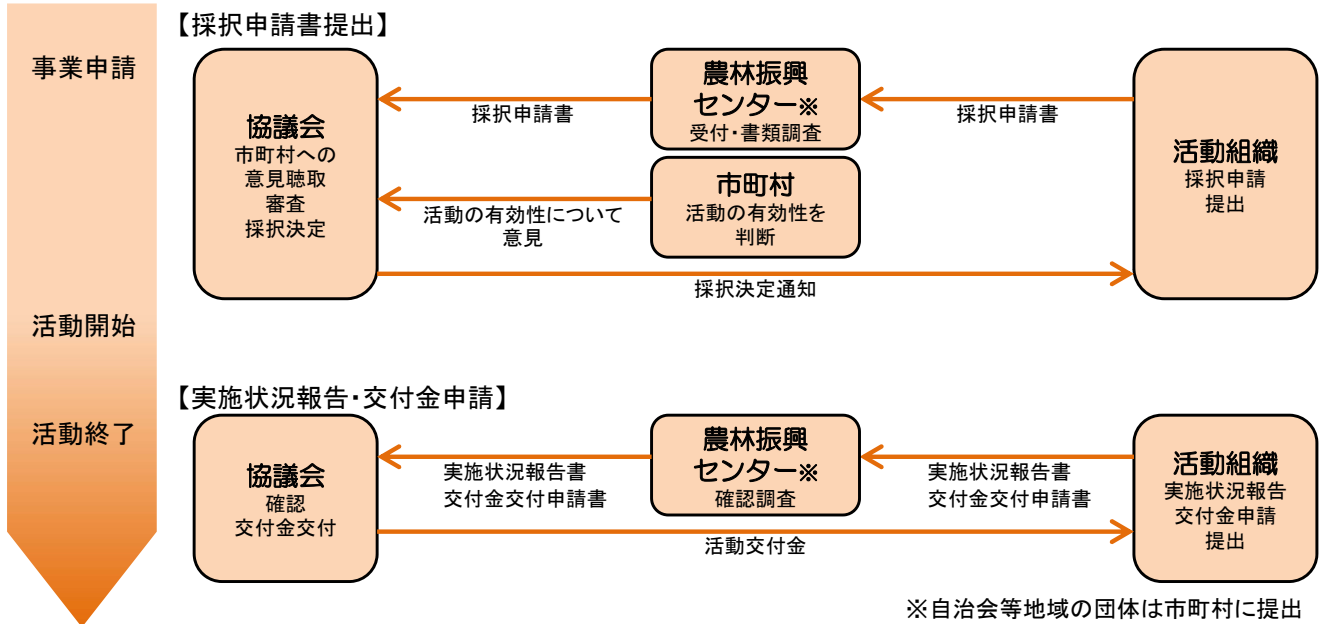 【採択申請書提出】
事業申請
協議会
市町村への
意見聴取
審査
採択決定
採択申請書
農林振興
センター※
受付・書類調査
採択申請書
活動組織
採択申請
提出
活動の有効性について
意見
市町村
活動の有効性を
判断
採択決定通知
活動開始
【実施状況報告・交付金申請】
活動終了
協議会
確認
交付金交付
実施状況報告書
交付金交付申請書
農林振興
センター※
確認調査
実施状況報告書
交付金交付申請書
活動組織
実施状況報告
交付金申請
提出
活動交付金
※自治会等地域の団体は市町村に提出